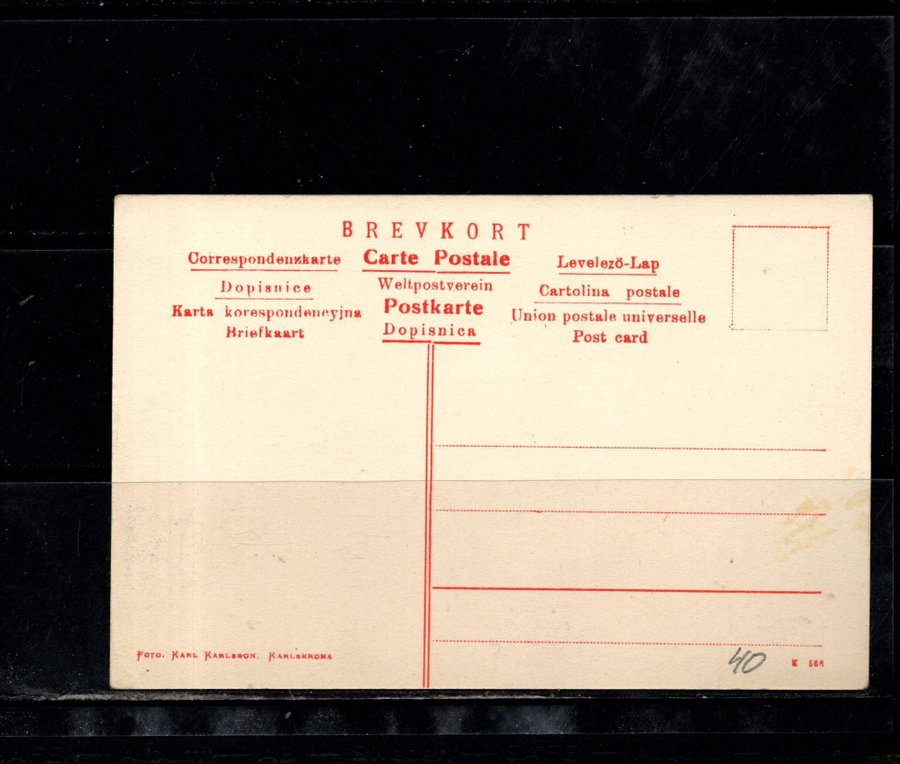 BREVKORT
Correspondenzkarte
Dopisnice
Karta korespondencyjna
Briefkaart
Carte Postale
Weltpostverein
Postkarte
Dopisnica
Levelező-Lap
Cartolina postale
Union postale universelle
Post card
Foto. Karl Karlsson. Karlskrona
40
K 566